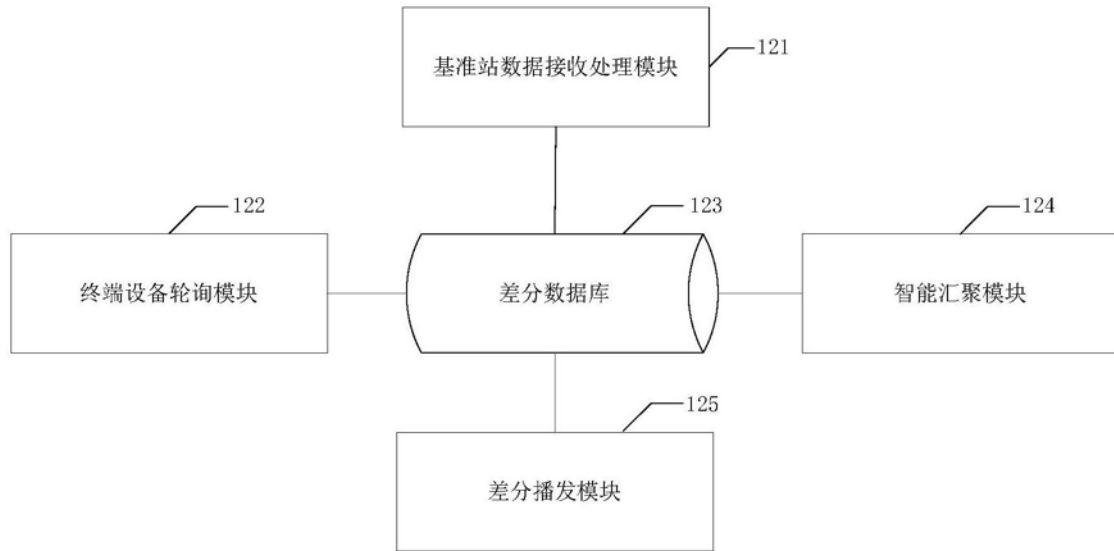 121
基准站数据接收处理模块
122
123
124
终端设备轮询模块
差分数据库
智能汇聚模块
125
差分播发模块